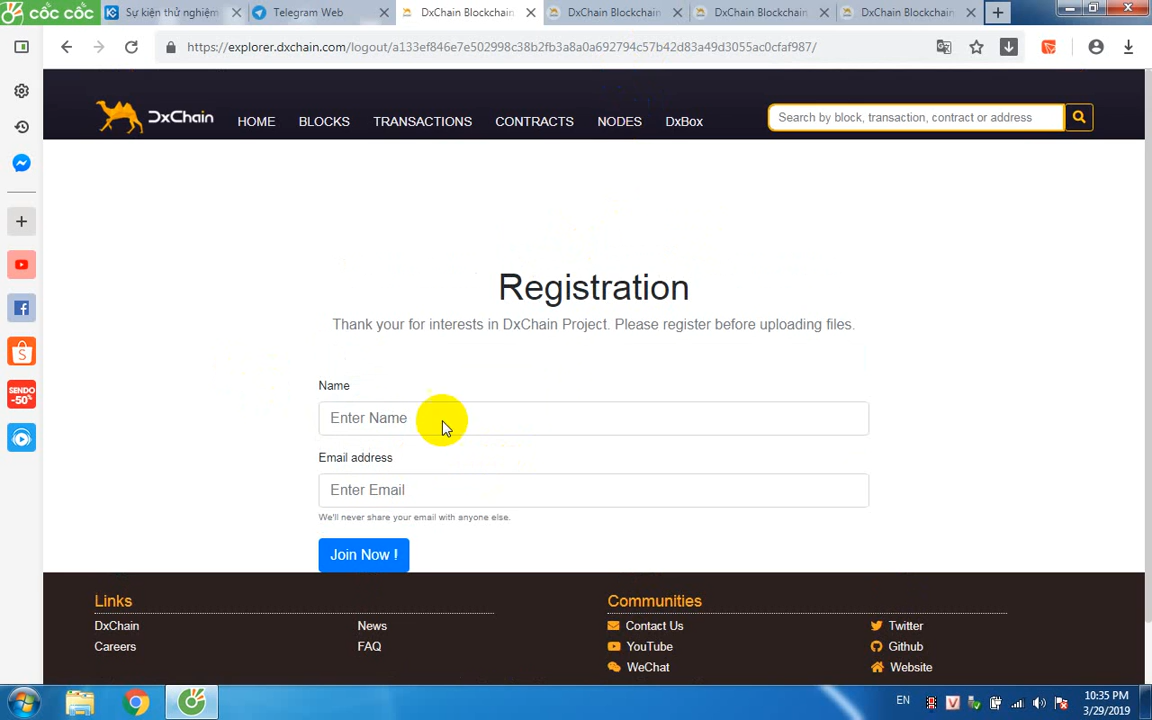 CỐC CỐC
Sự kiện thử nghiệm
Telegram Web
DxChain Blockchain
DxChain Blockchain
DxChain Blockchain
DxChain Blockchain
https://explorer.dxchain.com/logout/a133ef846e7e502998c38b2fb3a8a0a692794c57b42d83a49d3055ac0cfaf987/
DxChain
HOME
BLOCKS
TRANSACTIONS
CONTRACTS
NODES
DxBox
Search by block, transaction, contract or address
Registration
Thank your for interests in DxChain Project. Please register before uploading files.
Name
Enter Name
Email address
Enter Email
We'll never share your email with anyone else.
Join Now !
SENDO
-50%
Links
DxChain
News
Careers
FAQ
Communities
Contact Us
Twitter
YouTube
Github
WeChat
Website
EN
10:35 PM
3/29/2019